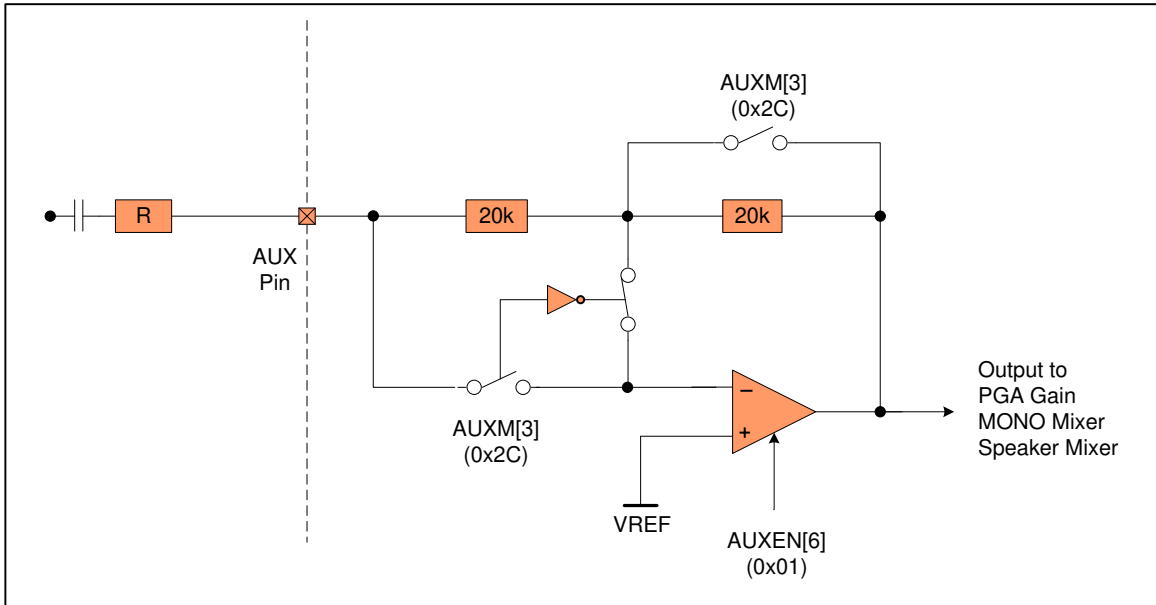 AUXM[3]
(0x2C)
R
20k
20k
AUX
Pin
−
+
AUXM[3]
(0x2C)
Output to
PGA Gain
MONO Mixer
Speaker Mixer
VREF
AUXEN[6]
(0x01)